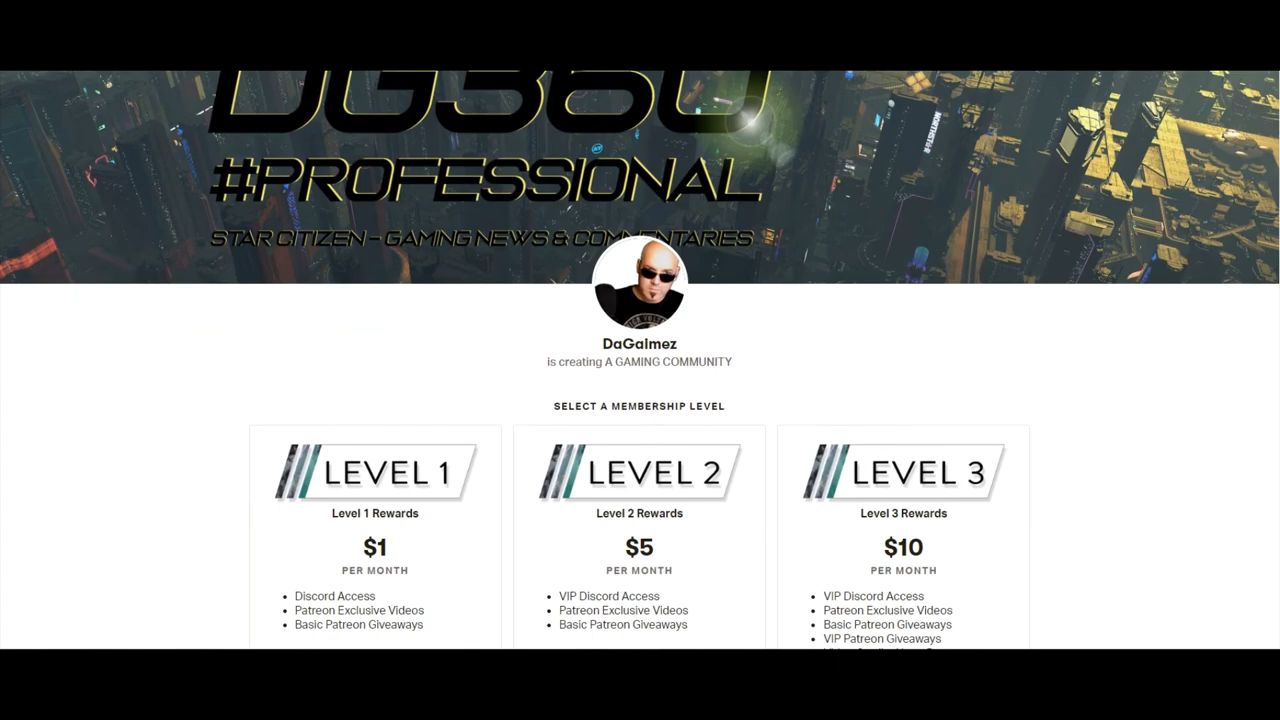 DG360
#PROFESSIONAL
STAR CITIZEN - GAMING NEWS & COMMENTARIES
DaGalmez
is creating A GAMING COMMUNITY
SELECT A MEMBERSHIP LEVEL
LEVEL 1
Level 1 Rewards
$1
PER MONTH
• Discord Access
• Patreon Exclusive Videos
• Basic Patreon Giveaways
LEVEL 2
Level 2 Rewards
$5
PER MONTH
• VIP Discord Access
• Patreon Exclusive Videos
• Basic Patreon Giveaways
LEVEL 3
Level 3 Rewards
$10
PER MONTH
• VIP Discord Access
• Patreon Exclusive Videos
• Basic Patreon Giveaways
• VIP Patreon Giveaways